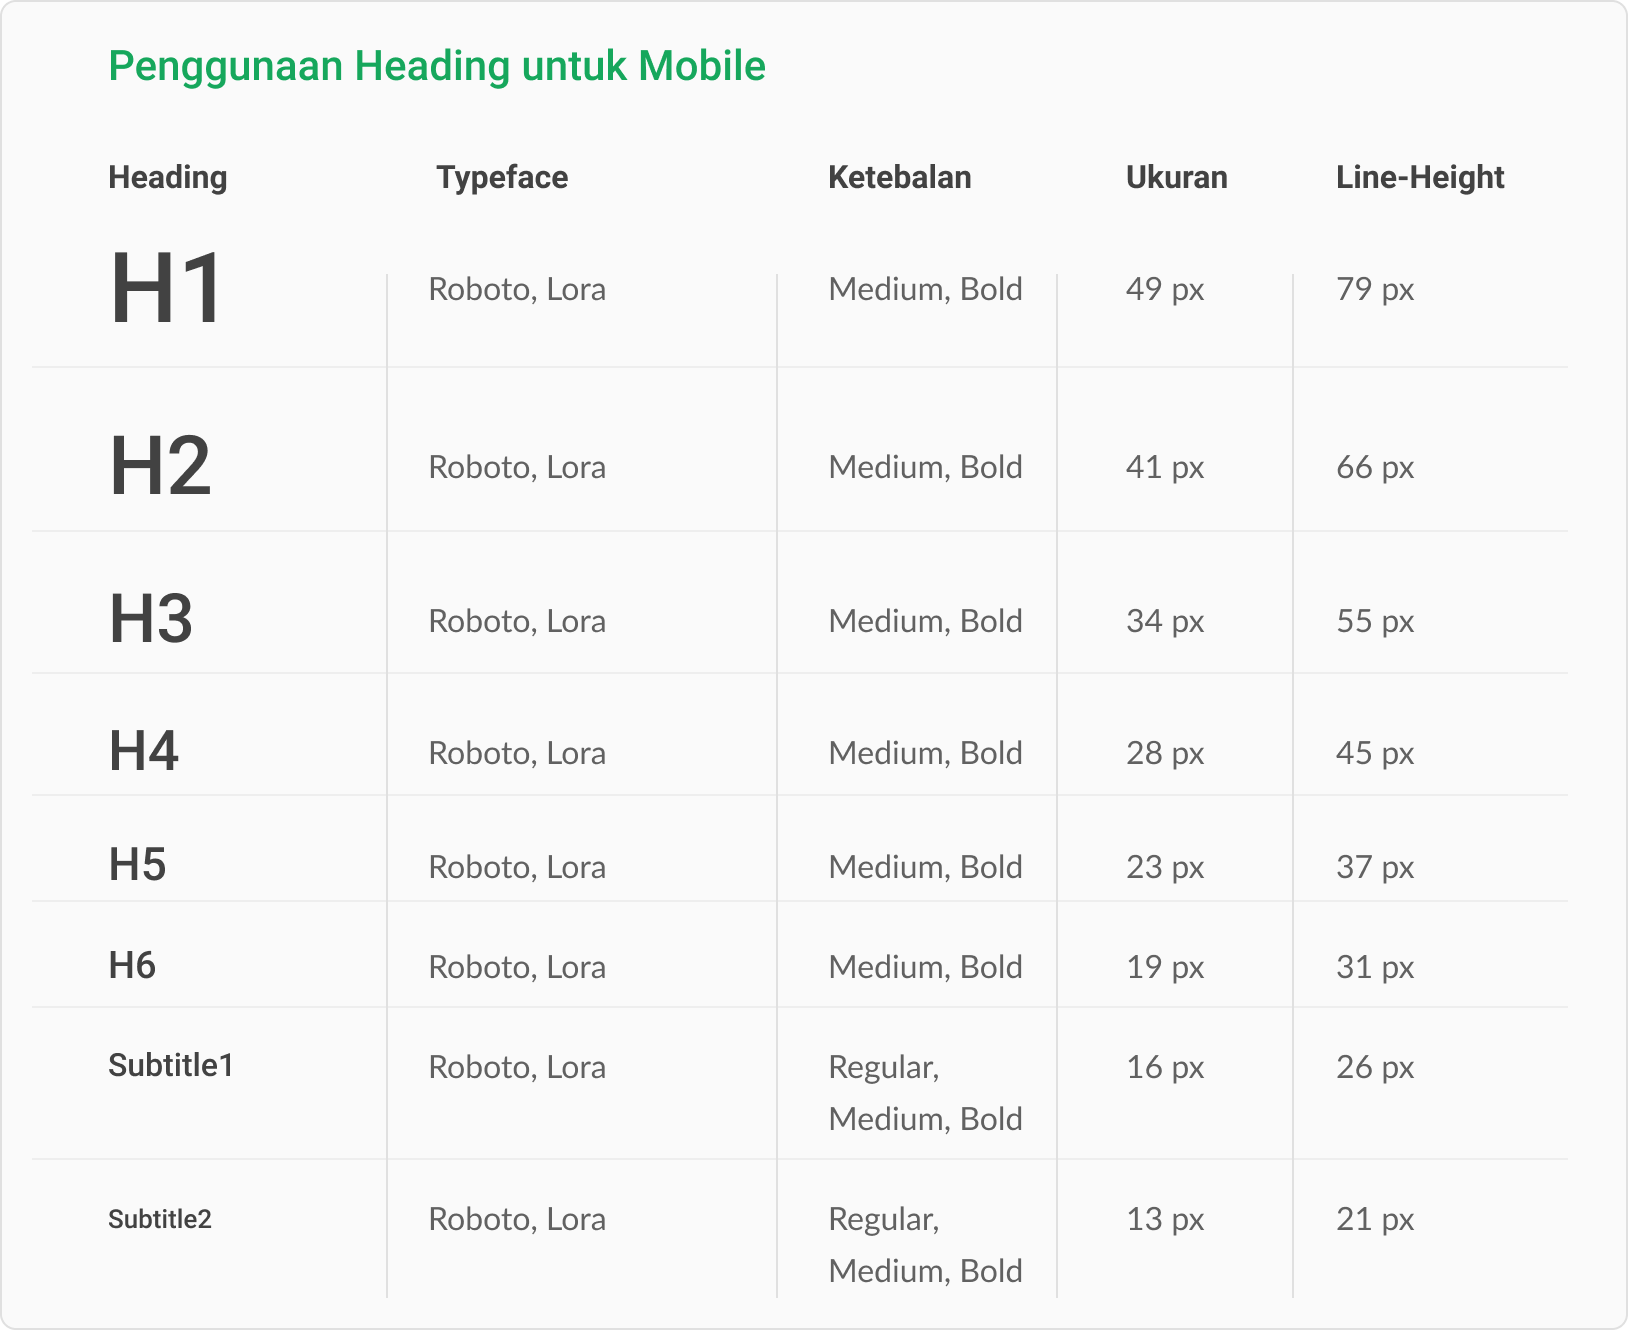 Penggunaan Heading untuk Mobile
Heading Typeface Ketebalan Ukuran Line-Height
H1 Roboto, Lora Medium, Bold 49 px 79 px
H2 Roboto, Lora Medium, Bold 41 px 66 px
H3 Roboto, Lora Medium, Bold 34 px 55 px
H4 Roboto, Lora Medium, Bold 28 px 45 px
H5 Roboto, Lora Medium, Bold 23 px 37 px
H6 Roboto, Lora Medium, Bold 19 px 31 px
Subtitle1 Roboto, Lora Regular, 16 px 26 px
Medium, Bold
Subtitle2 Roboto, Lora Regular, 13 px 21 px
Medium, Bold